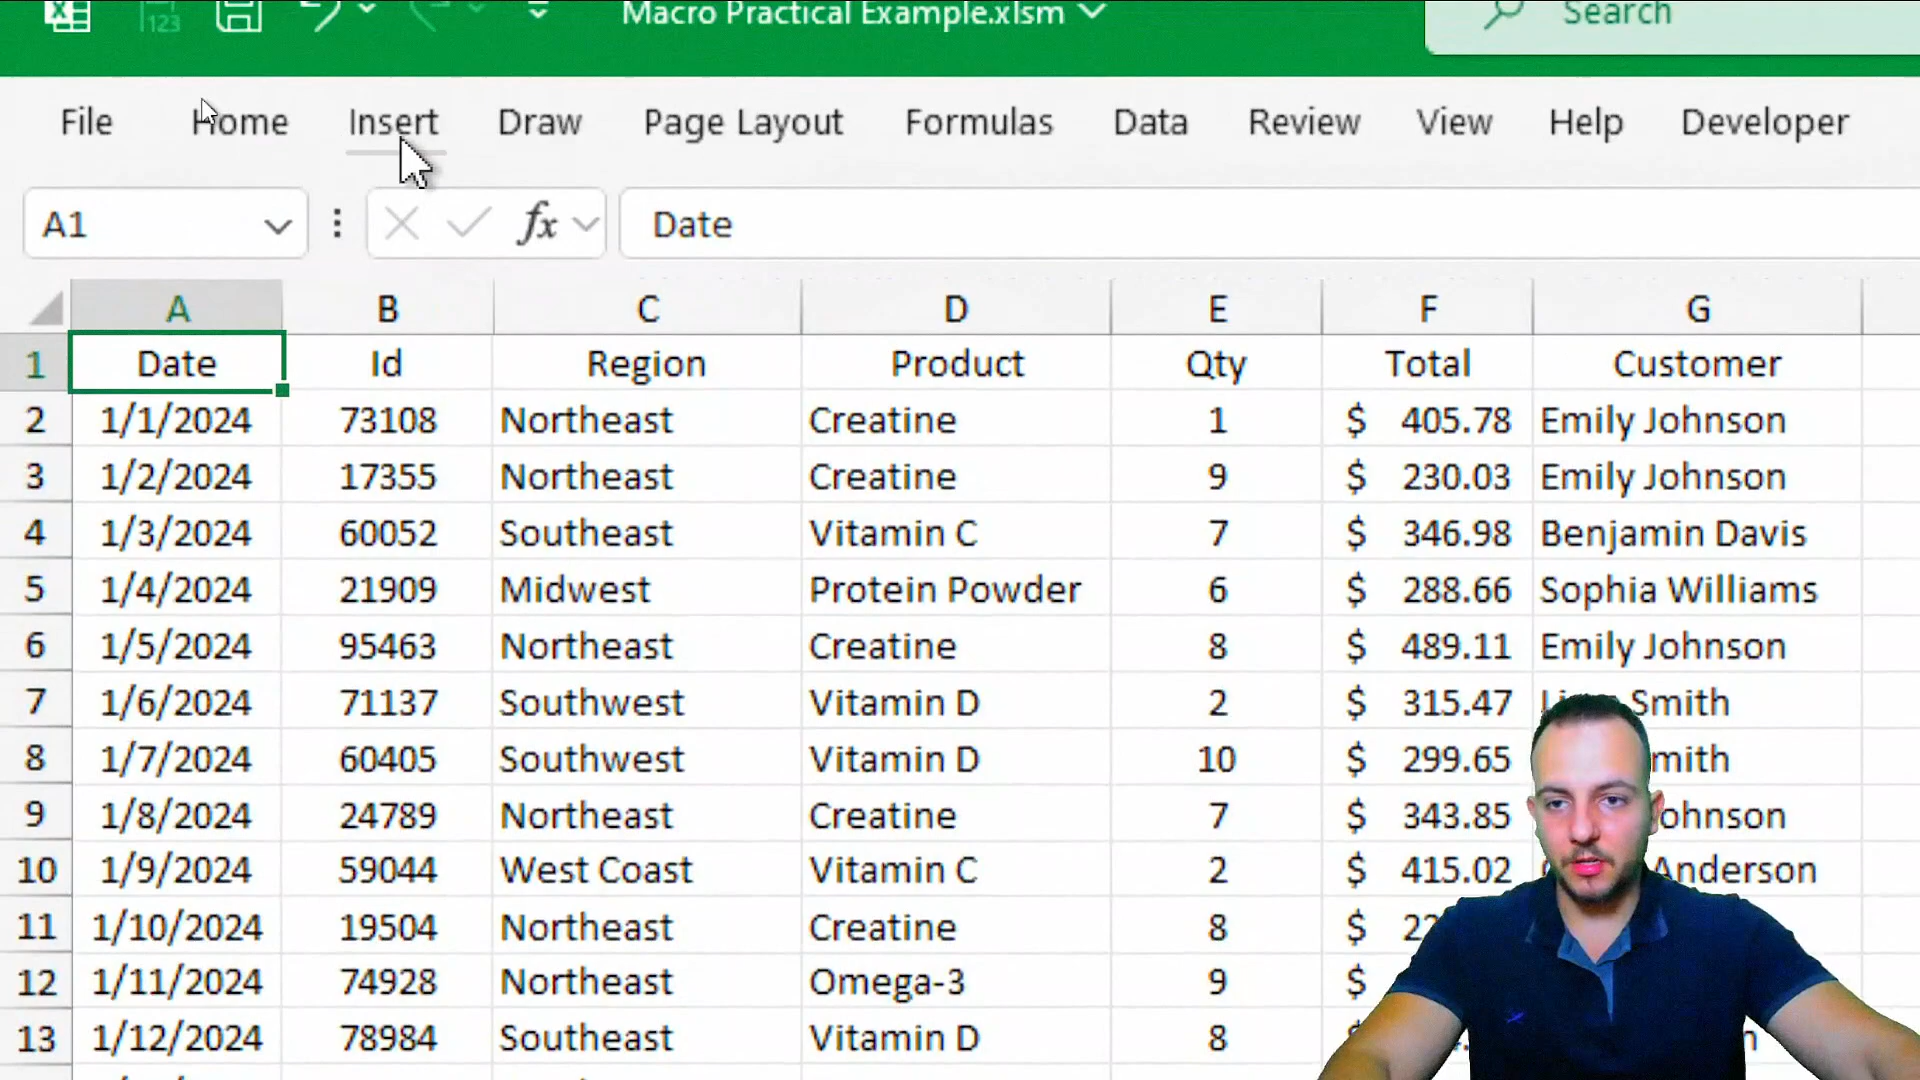 Macro Practical Example.xlsm
Search
File Home Insert Draw Page Layout Formulas Data Review View Help Developer
A1 fx Date
A B C D E F G
1 Date Id Region Product Qty Total Customer
2 1/1/2024 73108 Northeast Creatine 1 $ 405.78 Emily Johnson
3 1/2/2024 17355 Northeast Creatine 9 $ 230.03 Emily Johnson
4 1/3/2024 60052 Southeast Vitamin C 7 $ 346.98 Benjamin Davis
5 1/4/2024 21909 Midwest Protein Powder 6 $ 288.66 Sophia Williams
6 1/5/2024 95463 Northeast Creatine 8 $ 489.11 Emily Johnson
7 1/6/2024 71137 Southwest Vitamin D 2 $ 315.47 Smith
8 1/7/2024 60405 Southwest Vitamin D 10 $ 299.65 mith
9 1/8/2024 24789 Northeast Creatine 7 $ 343.85 ohnson
10 1/9/2024 59044 West Coast Vitamin C 2 $ 415.02 Anderson
11 1/10/2024 19504 Northeast Creatine 8 $
12 1/11/2024 74928 Northeast Omega-3 9 $
13 1/12/2024 78984 Southeast Vitamin D 8